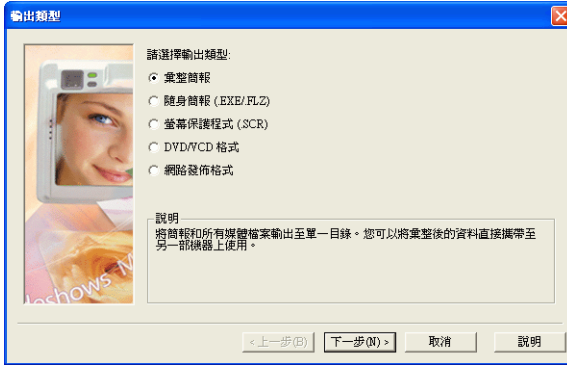 輸出類型
請選擇輸出類型:
彙整簡報
隨身簡報 (.EXE/.FLZ)
螢幕保護程式 (.SCR)
DVD/VCD 格式
網路發佈格式
說明
將簡報和所有媒體檔案輸出至單一目錄。您可以將彙整後的資料直接攜帶至
另一部機器上使用。
< 上一步(B)
下一步(N) >
取消
說明